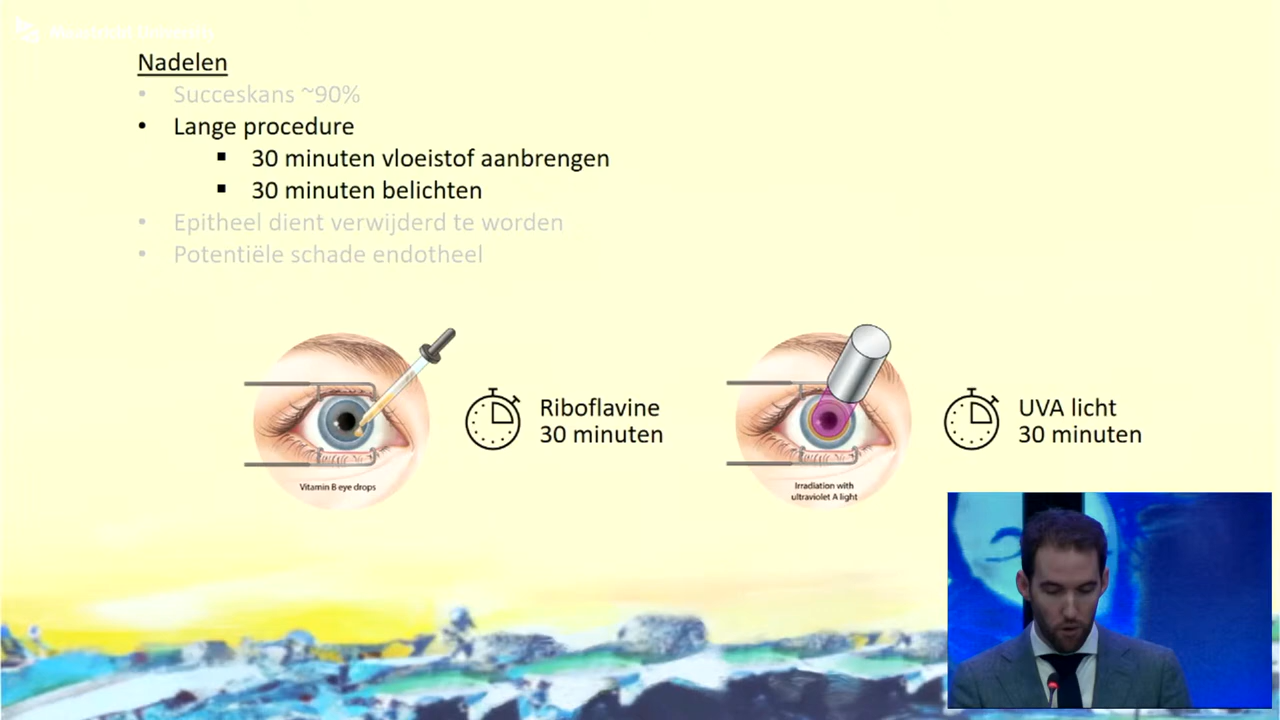 Nadelen
• Succeskans ~90%
• Lange procedure
▪ 30 minuten vloeistof aanbrengen
▪ 30 minuten belichten
• Epitheel dient verwijderd te worden
• Potentiële schade endotheel
Riboflavine
30 minuten
Vitamin B eye drops
UVA licht
30 minuten
Irradiation with
ultraviolet A light